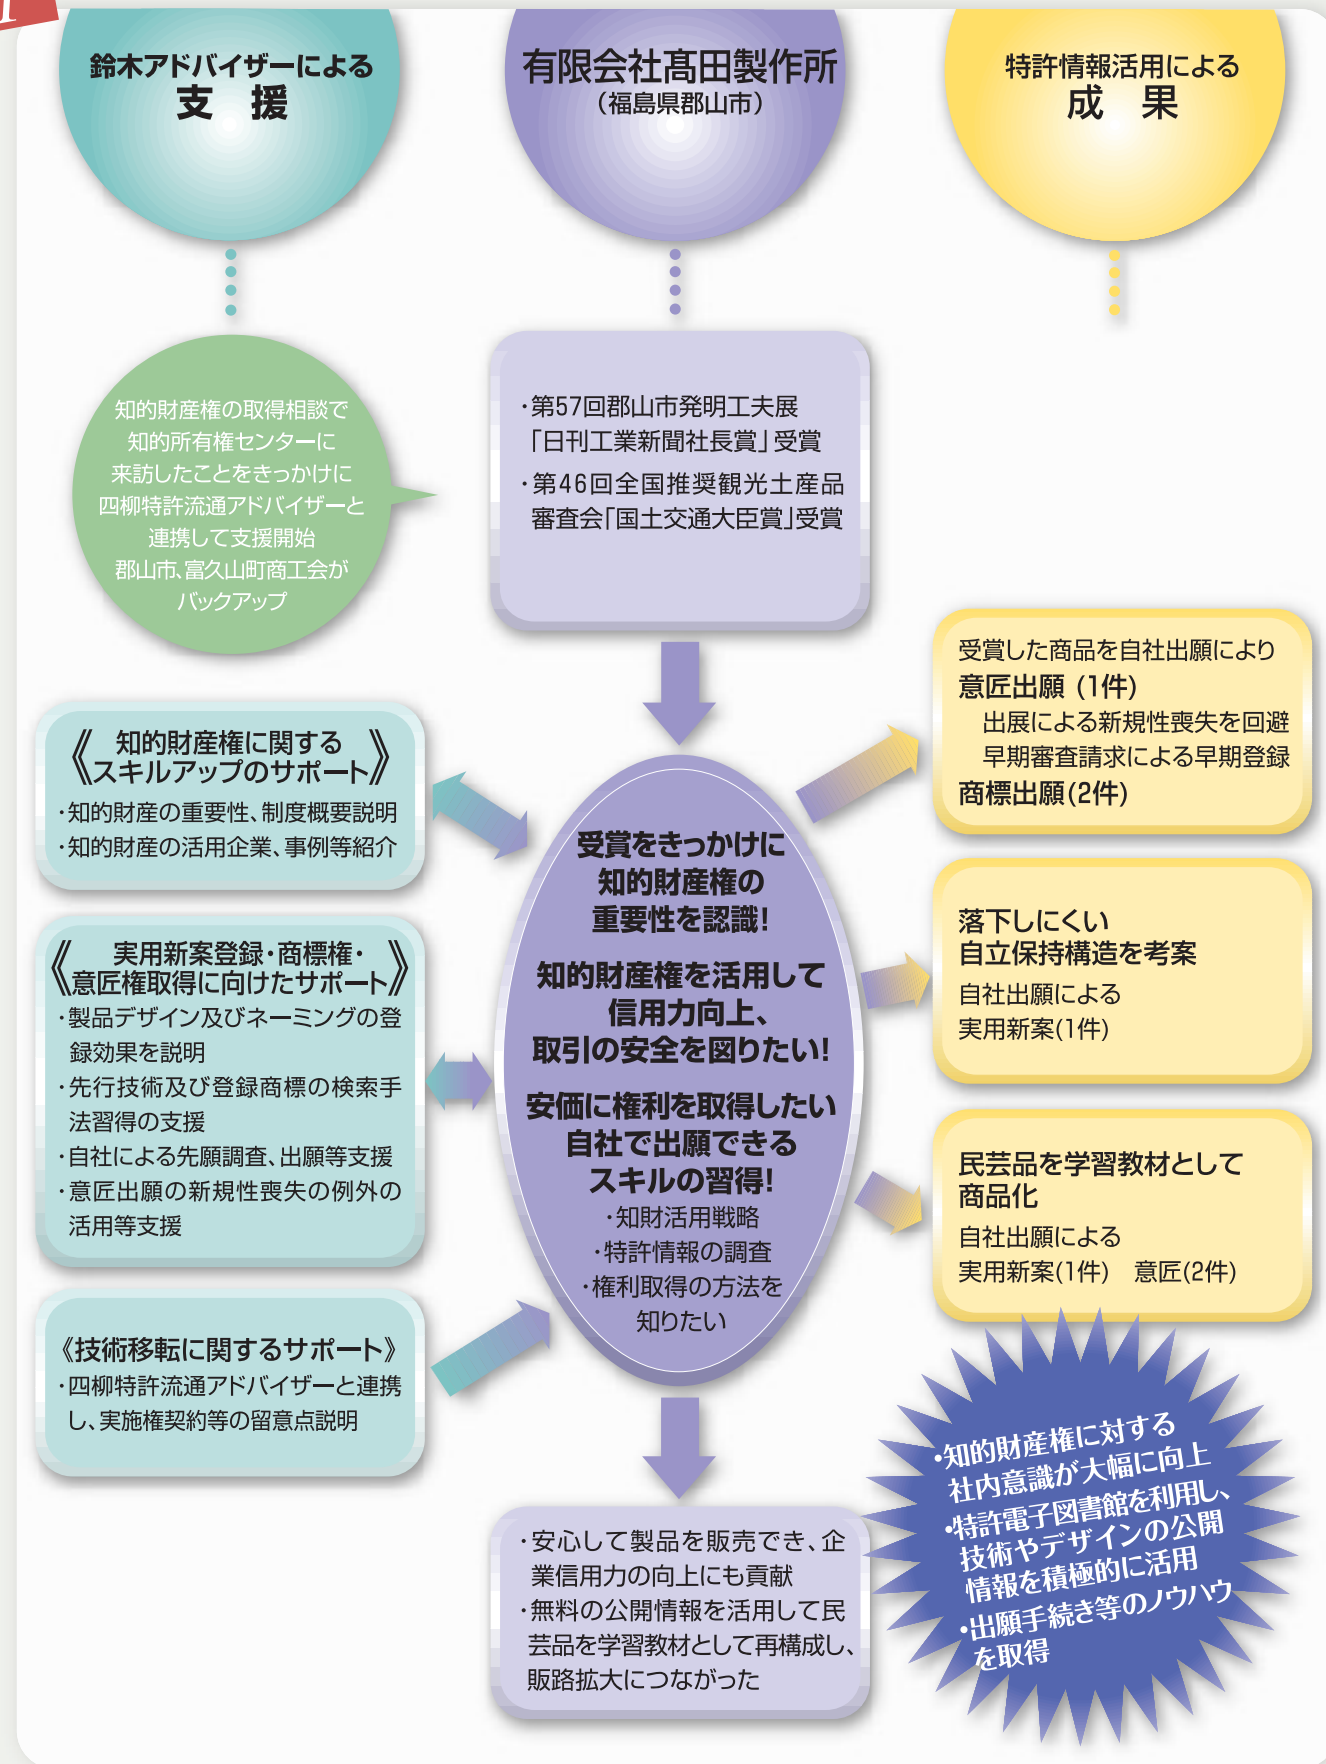 鈴木アドバイザーによる
支　援
有限会社髙田製作所
（福島県郡山市）
特許情報活用による
成　果
知的財産権の取得相談で
知的所有権センターに
来訪したことをきっかけに
四柳特許流通アドバイザーと
連携して支援開始
郡山市、富久山町商工会が
バックアップ
・第57回郡山市発明工夫展
「日刊工業新聞社長賞」受賞
・第46回全国推奨観光土産品
審査会「国土交通大臣賞」受賞
《知的財産権に関する
スキルアップのサポート》
・知的財産の重要性、制度概要説明
・知的財産の活用企業、事例等紹介
《実用新案登録・商標権・
意匠権取得に向けたサポート》
・製品デザイン及びネーミングの登
録効果を説明
・先行技術及び登録商標の検索手
法習得の支援
・自社による先願調査、出願等支援
・意匠出願の新規性喪失の例外の
活用等支援
《技術移転に関するサポート》
・四柳特許流通アドバイザーと連携
し、実施権契約等の留意点説明
受賞をきっかけに
知的財産権の
重要性を認識！
知的財産権を活用して
信用力向上、
取引の安全を図りたい！
安価に権利を取得したい
自社で出願できる
スキルの習得！
・知財活用戦略
・特許情報の調査
・権利取得の方法を
知りたい
・安心して製品を販売でき、企
業信用力の向上にも貢献
・無料の公開情報を活用して民
芸品を学習教材として再構成し、
販路拡大につながった
受賞した商品を自社出願により
意匠出願（1件）
出展による新規性喪失を回避
早期審査請求による早期登録
商標出願(2件)
落下しにくい
自立保持構造を考案
自社出願による
実用新案(1件)
民芸品を学習教材として
商品化
自社出願による
実用新案(1件)　意匠(2件)
・知的財産権に対する
社内意識が大幅に向上
・特許電子図書館を利用し、
技術やデザインの公開
情報を積極的に活用
・出願手続き等のノウハウ
を取得